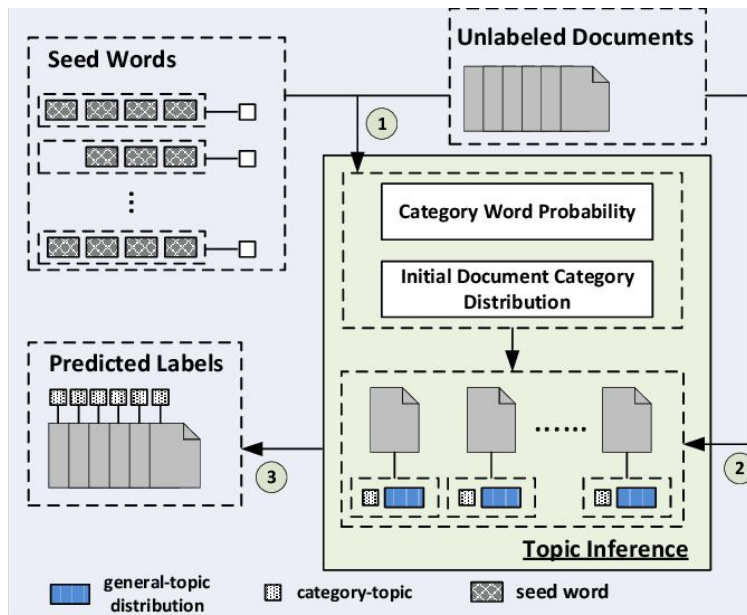 Seed Words
Unlabeled Documents
1
Category Word Probability
Initial Document Category
Distribution
Predicted Labels
2
3
Topic Inference
general-topic
distribution
category-topic
seed word